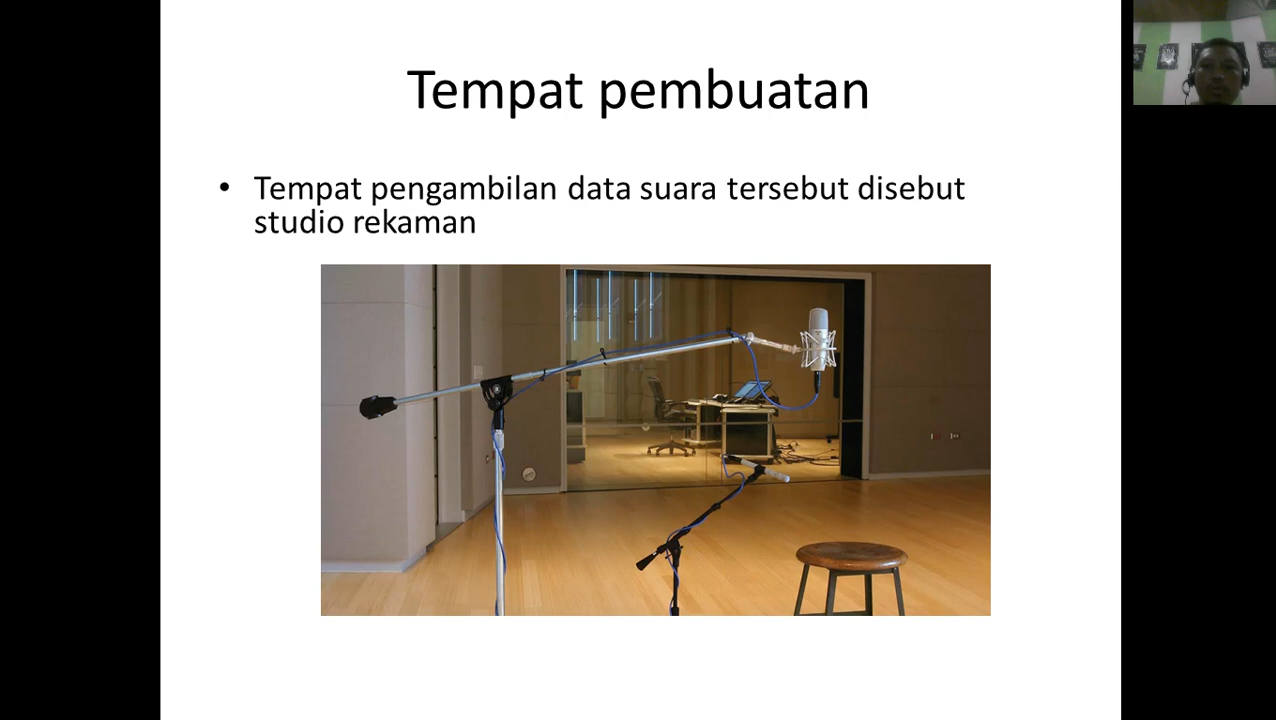 Tempat pembuatan
• Tempat pengambilan data suara tersebut disebut
studio rekaman